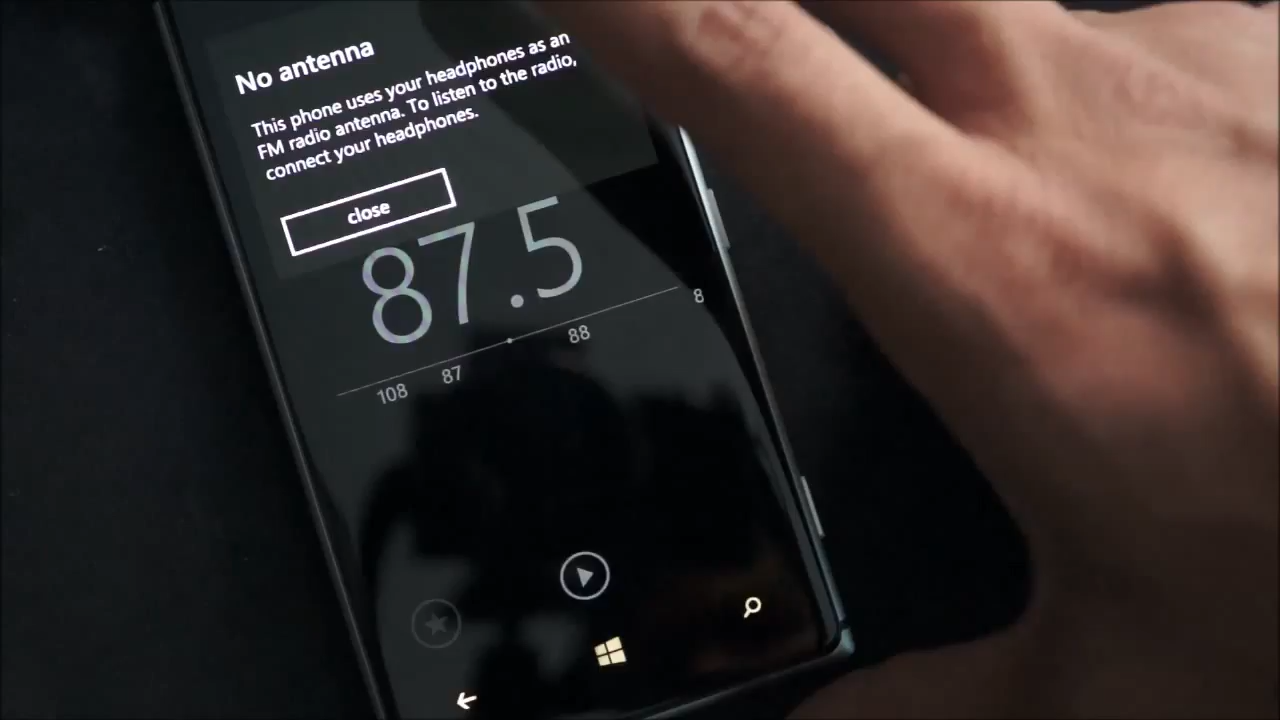 No antenna
This phone uses your headphones as an
FM radio antenna. To listen to the radio,
connect your headphones.
close
87.5
108 87 88 8